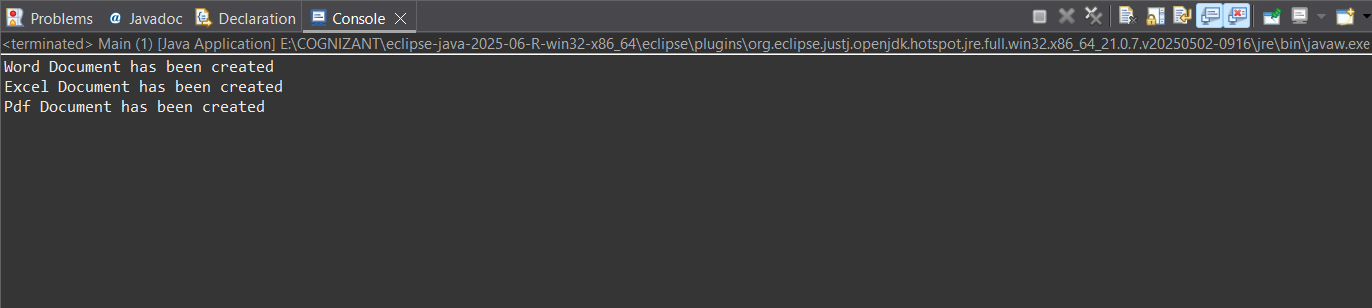 Problems @ Javadoc Declaration Console
<terminated> Main (1) [Java Application] E:\COGNIZANT\eclipse-java-2025-06-R-win32-x86_64\eclipse\plugins\org.eclipse.justj.openjdk.hotspot.jre.full.win32.x86_64_21.0.7.v20250502-0916\jre\bin\javaw.exe
Word Document has been created
Excel Document has been created
Pdf Document has been created